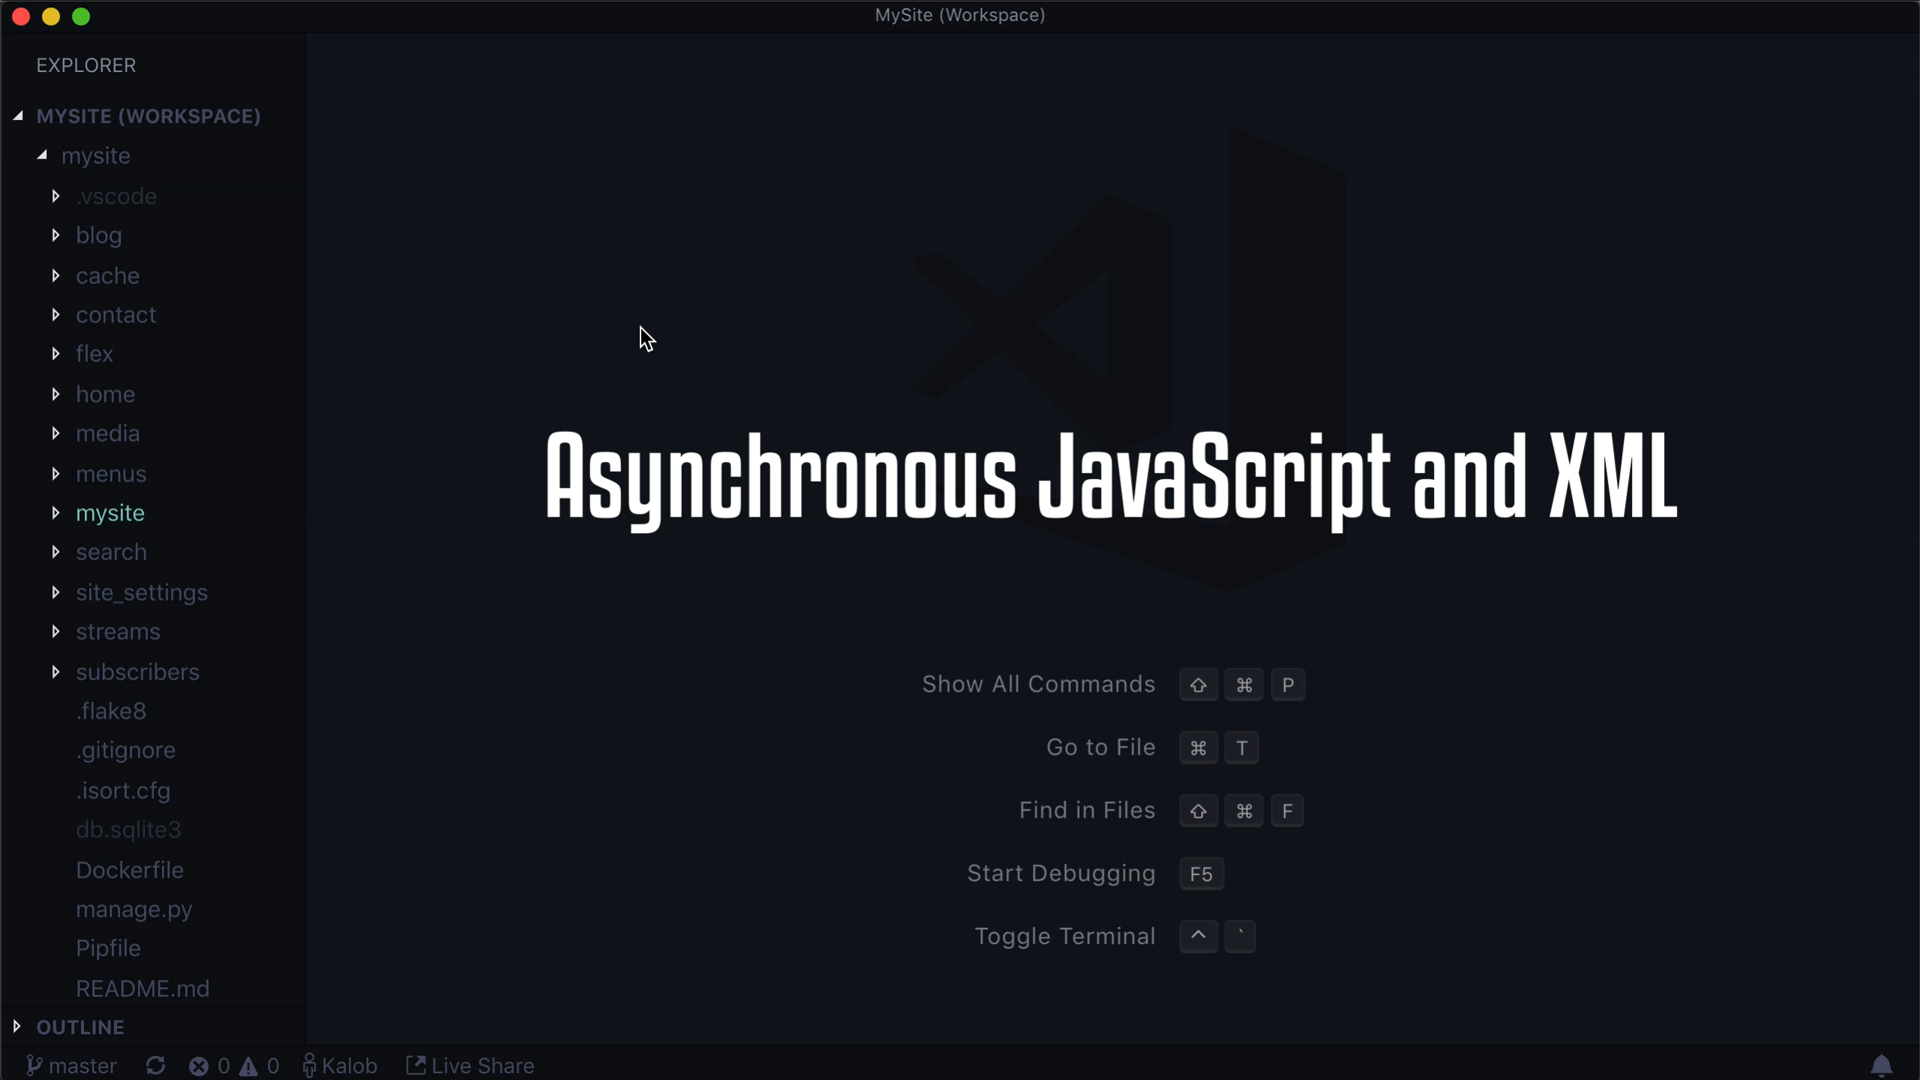 MySite (Workspace)
EXPLORER
MYSITE (WORKSPACE)
mysite
.vscode
blog
cache
contact
flex
home
media
menus
mysite
search
site_settings
streams
subscribers
.flake8
.gitignore
.isort.cfg
db.sqlite3
Dockerfile
manage.py
Pipfile
README.md
OUTLINE
Asynchronous JavaScript and XML
Show All Commands ⇧ ⌘ P
Go to File ⌘ T
Find in Files ⇧ ⌘ F
Start Debugging F5
Toggle Terminal ^ `
master 0 0 Kalob Live Share